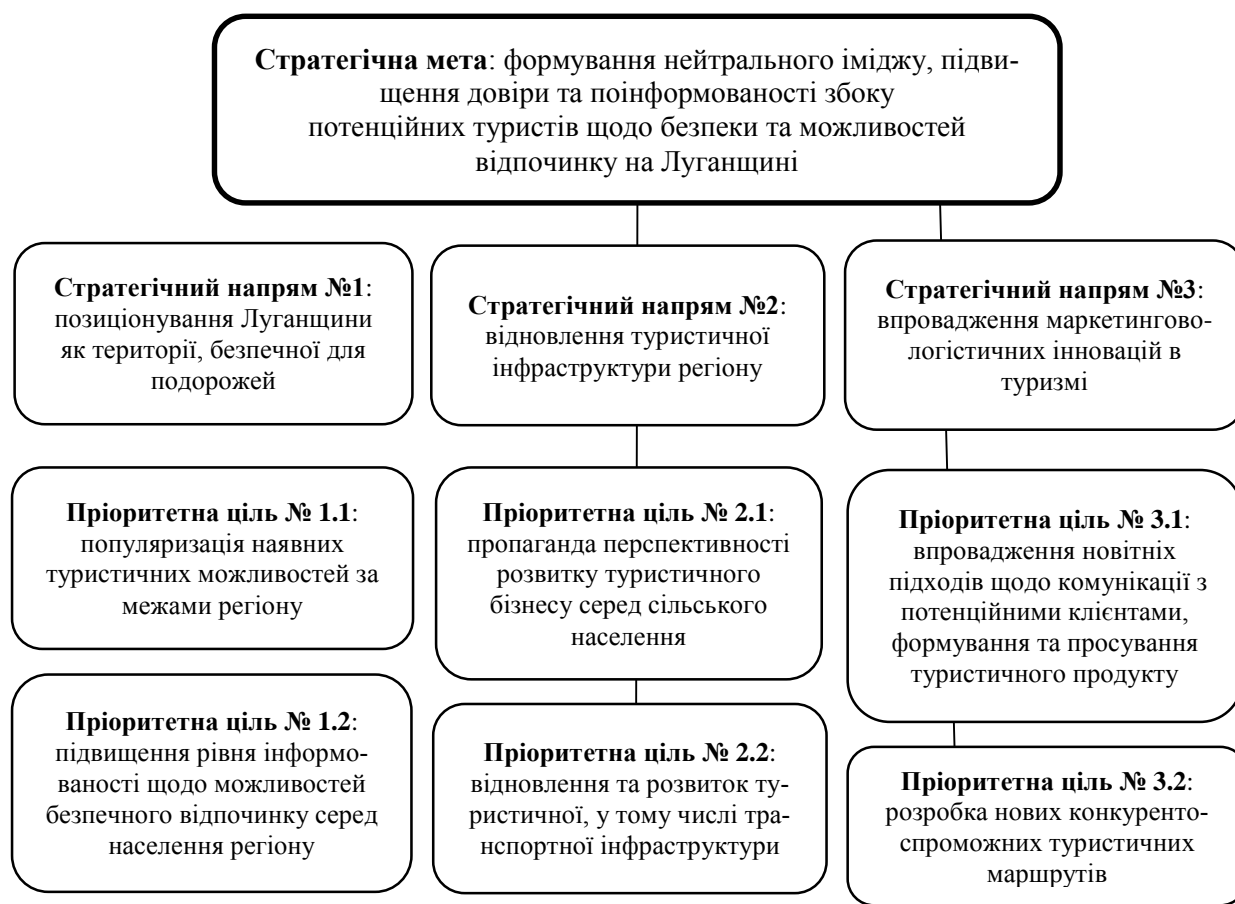 Стратегічна мета: формування нейтрального іміджу, підви-
щення довіри та поінформованості збоку
потенційних туристів щодо безпеки та можливостей
відпочинку на Луганщині
Стратегічний напрям №1:
позиціонування Луганщини
як території, безпечної для
подорожей
Стратегічний напрям №2:
відновлення туристичної
інфраструктури регіону
Стратегічний напрям №3:
впровадження маркетингово-
логістичних інновацій в
туризмі
Пріоритетна ціль № 1.1:
популяризація наявних
туристичних можливостей за
межами регіону
Пріоритетна ціль № 2.1:
пропаганда перспективності
розвитку туристичного
бізнесу серед сільського
населення
Пріоритетна ціль № 3.1:
впровадження новітніх
підходів щодо комунікації з
потенційними клієнтами,
формування та просування
туристичного продукту
Пріоритетна ціль № 1.2:
підвищення рівня інформо-
ваності щодо можливостей
безпечного відпочинку серед
населення регіону
Пріоритетна ціль № 2.2:
відновлення та розвиток ту-
ристичної, у тому числі тра-
нспортної інфраструктури
Пріоритетна ціль № 3.2:
розробка нових конкуренто-
спроможних туристичних
маршрутів